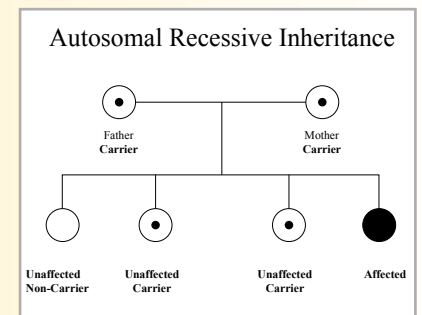 Autosomal Recessive Inheritance
Father
Carrier
Mother
Carrier
Unaffected
Non-Carrier
Unaffected
Carrier
Unaffected
Carrier
Affected